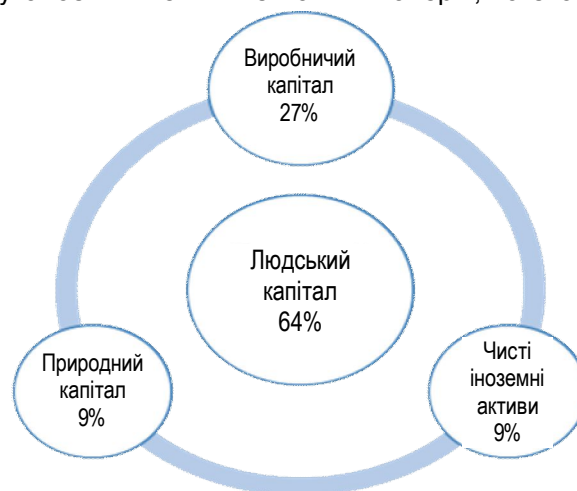 Виробничий
капітал
27%
Людський
капітал
64%
Природний
капітал
9%
Чисті
іноземні
активи
9%